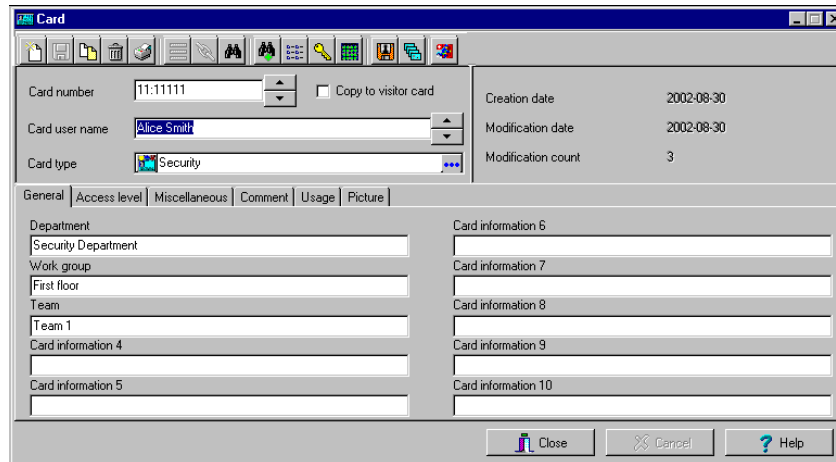 Card
Card number 11:11111 Copy to visitor card
Card user name Alice Smith
Card type Security
Creation date 2002-08-30
Modification date 2002-08-30
Modification count 3
General Access level Miscellaneous Comment Usage Picture
Department
Security Department
Work group
First floor
Team
Team 1
Card information 4
Card information 5
Card information 6
Card information 7
Card information 8
Card information 9
Card information 10
Close Cancel ? Help